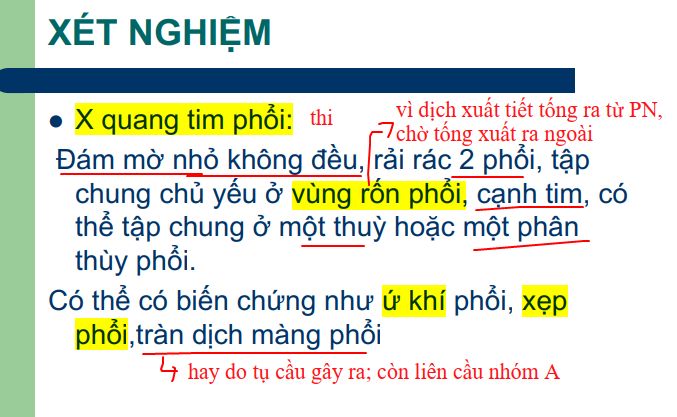 XÉT NGHIỆM
X quang tim phổi: thi
vì dịch xuất tiết tống ra từ PN,
chờ tống xuất ra ngoài
Đám mờ nhỏ không đều, rải rác 2 phổi, tập
chung chủ yếu ở vùng rốn phổi, cạnh tim, có
thể tập chung ở một thuỳ hoặc một phân
thùy phổi.
Có thể có biến chứng như ứ khí phổi, xẹp
phổi,tràn dịch màng phổi
hay do tụ cầu gây ra; còn liên cầu nhóm A